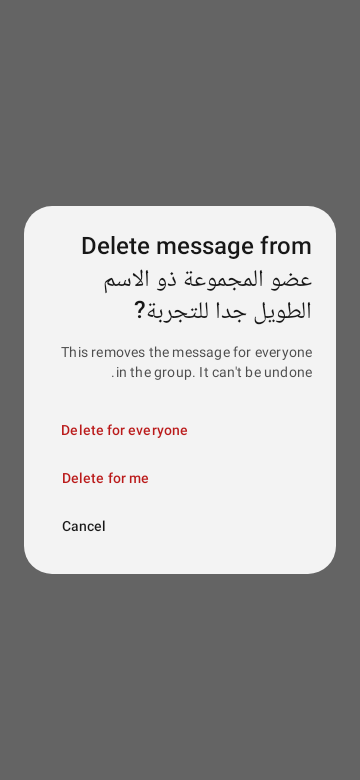 Delete message from
عضو المجموعة ذو الاسم
الطويل جدا للتجربة?
This removes the message for everyone
in the group. It can't be undone.
Delete for everyone
Delete for me
Cancel